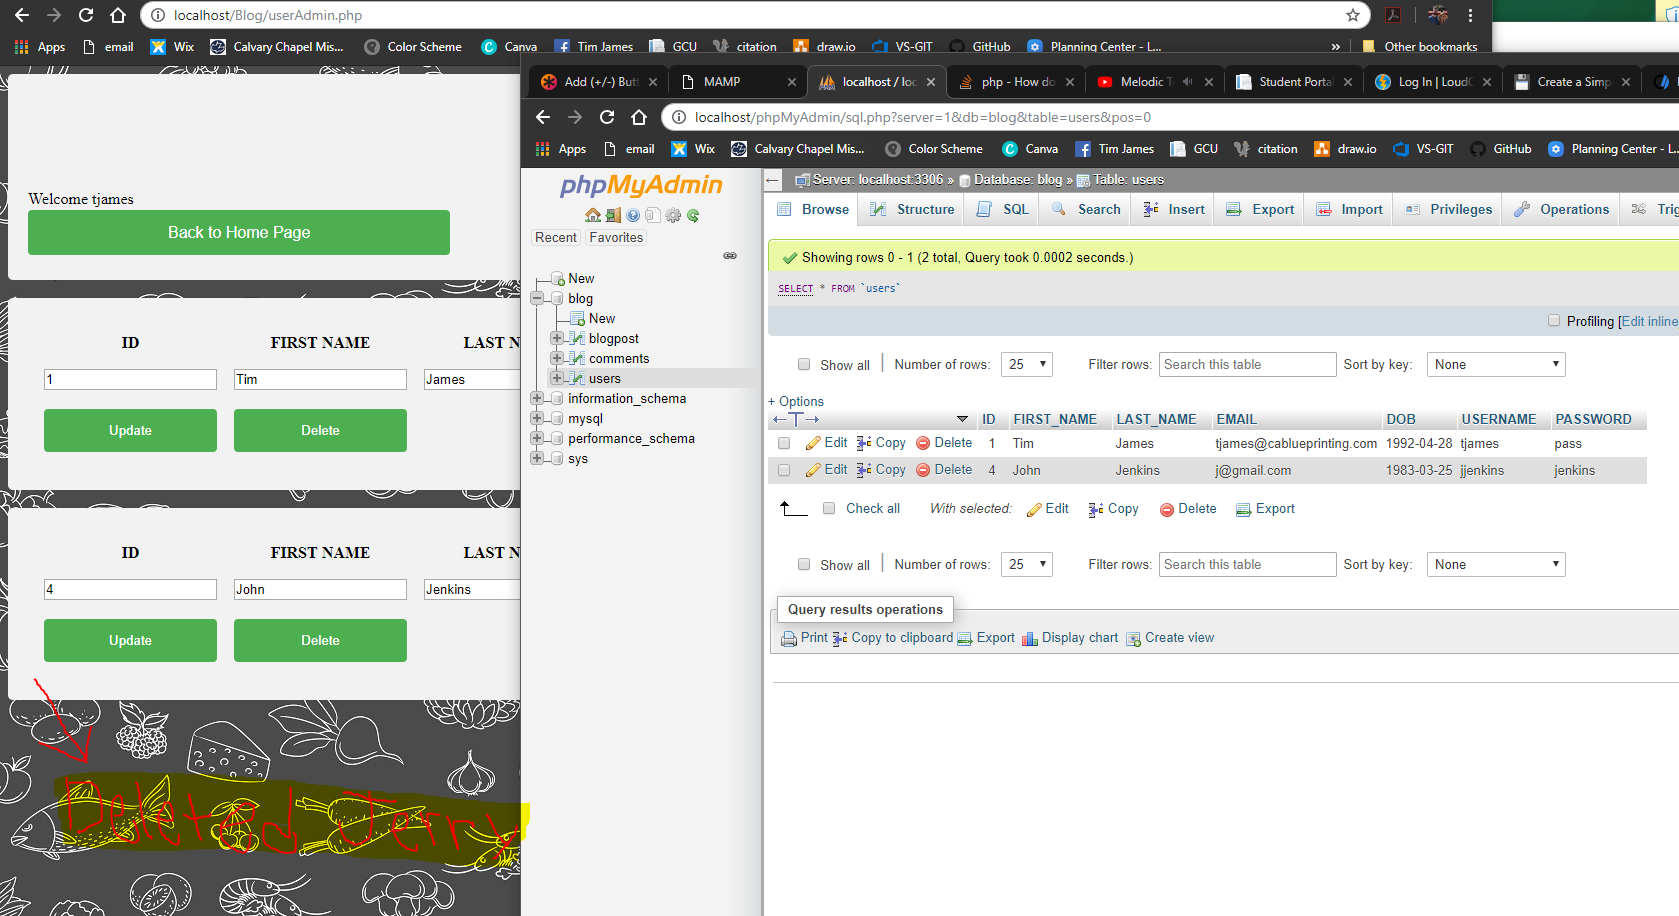 localhost/Blog/userAdmin.php
Apps email Wix Calvary Chapel Mis... Color Scheme Canva Tim James GCU citation draw.io VS-GIT GitHub Planning Center - L... » Other bookmarks
Welcome tjames
Back to Home Page
ID FIRST NAME LAST N
1 Tim James
Update Delete
ID FIRST NAME LAST N
4 John Jenkins
Update Delete
Deleted Jerry
Add (+/-) Butt MAMP localhost / loc php - How do Melodic T Student Porta Log In | LoudC Create a Simp
localhost/phpMyAdmin/sql.php?server=1&db=blog&table=users&pos=0
Apps email Wix Calvary Chapel Mis... Color Scheme Canva Tim James GCU citation draw.io VS-GIT GitHub Planning Center - L...
phpMyAdmin
Recent Favorites
New
blog
New
blogpost
comments
users
information_schema
mysql
performance_schema
sys
Server: localhost:3306 » Database: blog » Table: users
Browse Structure SQL Search Insert Export Import Privileges Operations Trig
Showing rows 0 - 1 (2 total, Query took 0.0002 seconds.)
SELECT * FROM `users`
Profiling [Edit inline
Show all Number of rows: 25 Filter rows: Search this table Sort by key: None
+ Options
←T→ ID FIRST_NAME LAST_NAME EMAIL DOB USERNAME PASSWORD
Edit Copy Delete 1 Tim James tjames@cablueprinting.com 1992-04-28 tjames pass
Edit Copy Delete 4 John Jenkins j@gmail.com 1983-03-25 jjenkins jenkins
Check all With selected: Edit Copy Delete Export
Show all Number of rows: 25 Filter rows: Search this table Sort by key: None
Query results operations
Print Copy to clipboard Export Display chart Create view